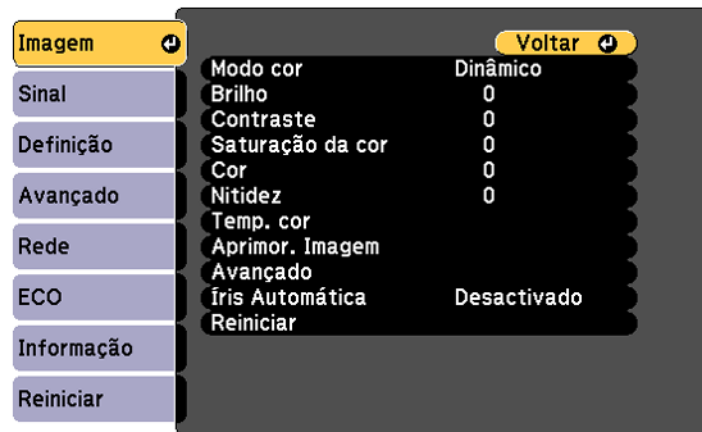 Imagem
Sinal
Definição
Avançado
Rede
ECO
Informação
Reiniciar
Voltar
Modo cor Dinâmico
Brilho 0
Contraste 0
Saturação da cor 0
Cor 0
Nitidez 0
Temp. cor
Aprimor. Imagem
Avançado
Íris Automática Desactivado
Reiniciar